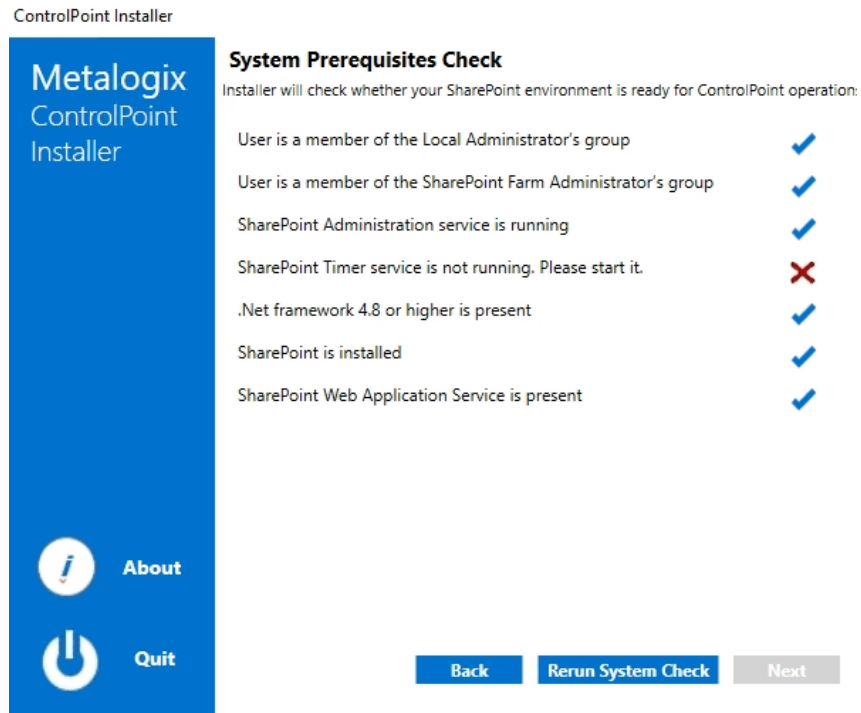 ControlPoint Installer
Metalogix
ControlPoint
Installer
System Prerequisites Check
Installer will check whether your SharePoint environment is ready for ControlPoint operation
User is a member of the Local Administrator's group
User is a member of the SharePoint Farm Administrator's group
SharePoint Administration service is running
SharePoint Timer service is not running. Please start it.
.Net framework 4.8 or higher is present
SharePoint is installed
SharePoint Web Application Service is present
About
Quit
Back
Rerun System Check
Next